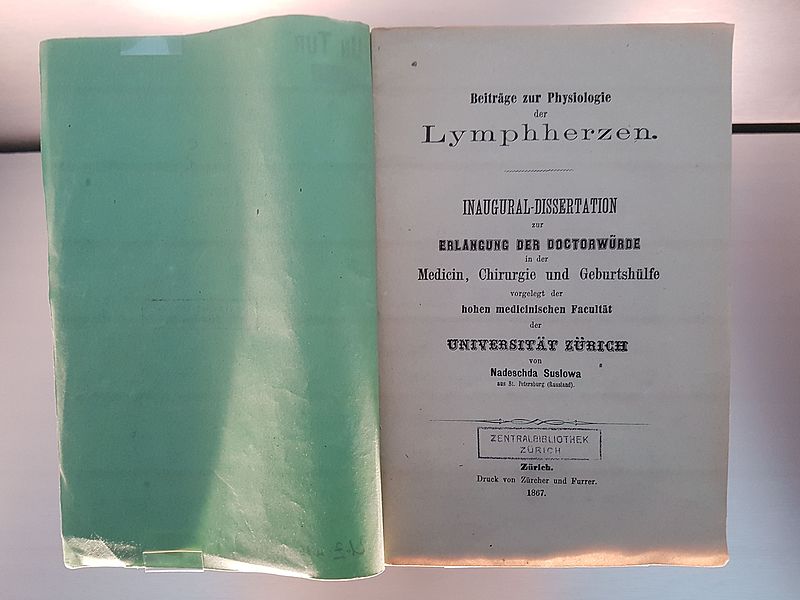 Beiträge zur Physiologie
der
Lymphherzen.
INAUGURAL-DISSERTATION
zur
ERLANGUNG DER DOCTORWÜRDE
in der
Medicin, Chirurgie und Geburtshülfe
vorgelegt der
hohen medicinischen Facultät
der
UNIVERSITÄT ZÜRICH
von
Nadeschda Suslowa
aus St. Petersburg (Russland).
ZENTRALBIBLIOTHEK
ZÜRICH
Zürich.
Druck von Zürcher und Furrer.
1867.